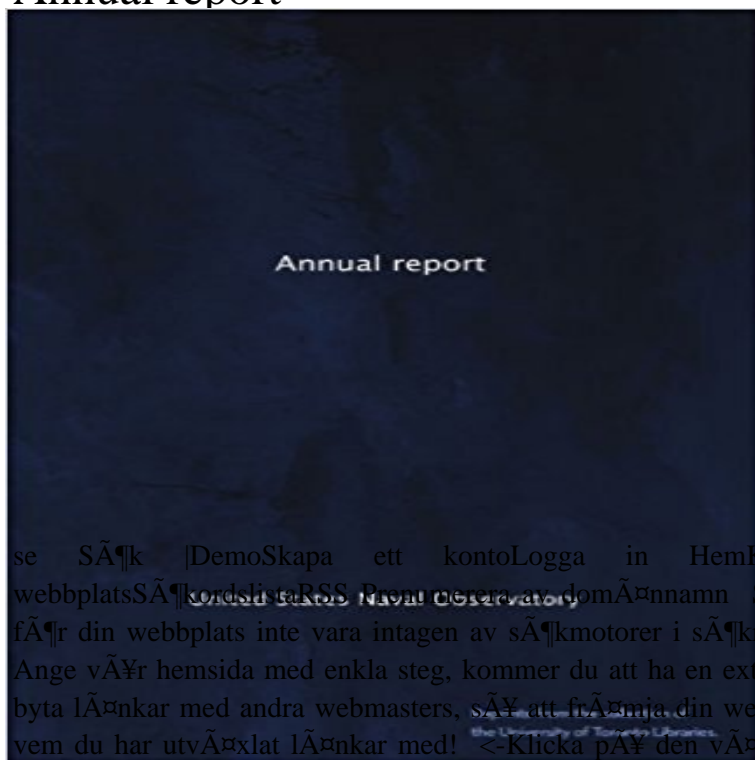 Annual report
Annual report
se SÃ¶k |DemoSkapa ett kontoLogga in
webbplatsSÃ¶kordslistaRSS Prenumerera av domÃ¤nnamn
United States Naval Observatory
fÃ¶r din webbplats inte vara intagen av sÃ¶kmotorer i
Ange vÃ¥r hemsida med enkla steg, kommer du att ha en
byta lÃ¤nkar med andra webmasters, sÃ¥ att frÃ¤mja din
the University of Toronto Libraries.
vem du har utvÃ¤xlat lÃ¤nkar med! <-Klicka pÃ¥ den